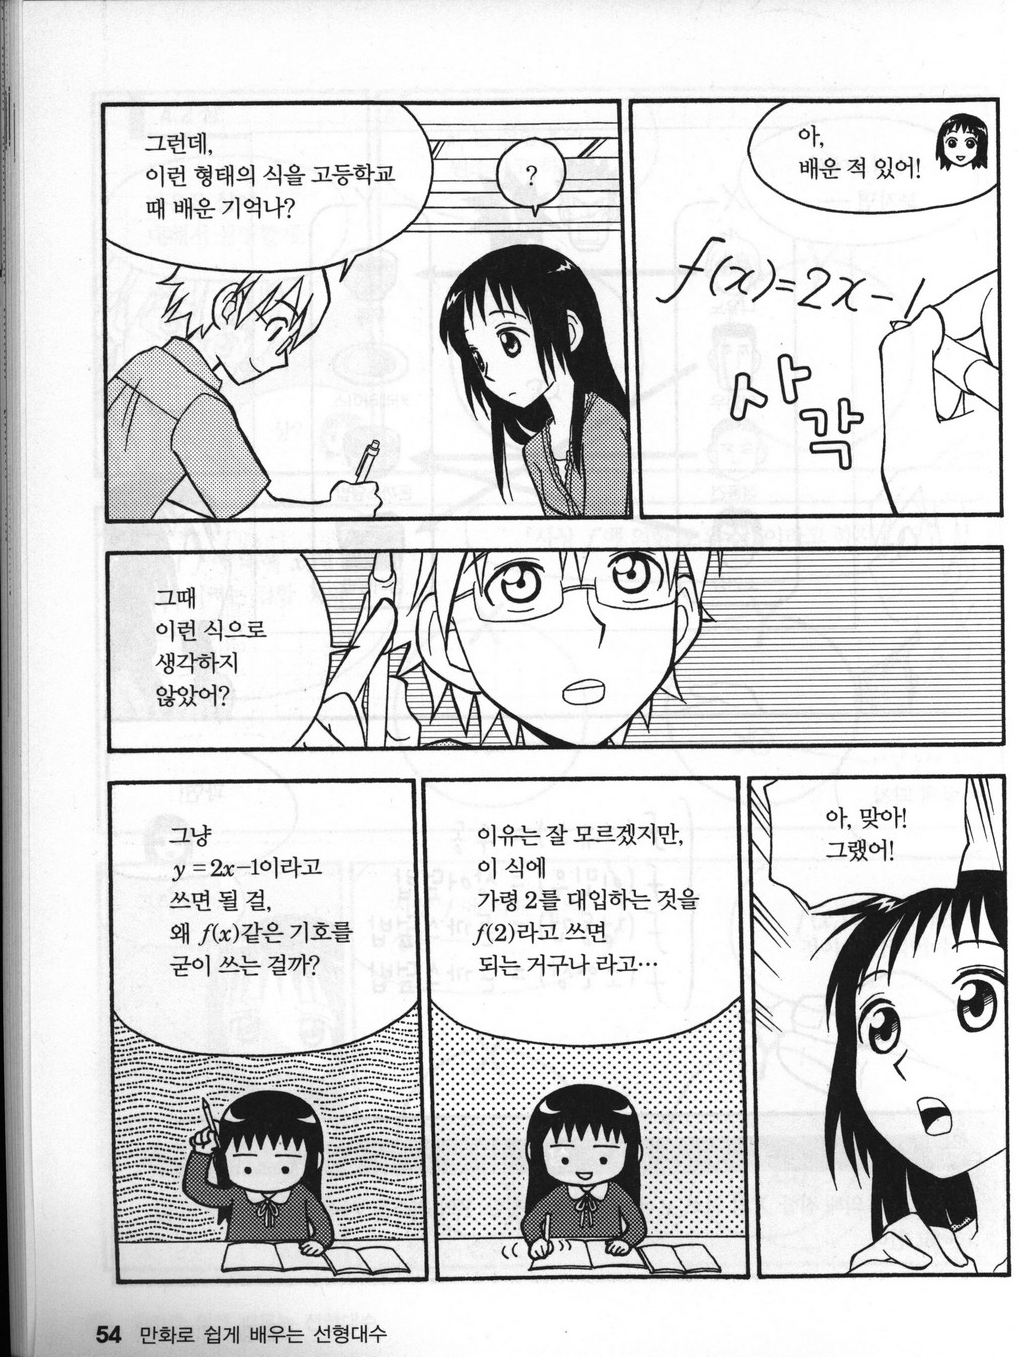 그런데,
이런 형태의 식을 고등학교
때 배운 기억나?
?
아,
배운 적 있어!
f(x)=2x-1
사각
그때
이런 식으로
생각하지
않았어?
그냥
y=2x-1이라고
쓰면 될 걸,
왜 f(x)같은 기호를
굳이 쓰는 걸까?
이유는 잘 모르겠지만,
이 식에
가령 2를 대입하는 것을
f(2)라고 쓰면
되는 거구나 라고…
아, 맞아!
그랬어!
54 만화로 쉽게 배우는 선형대수